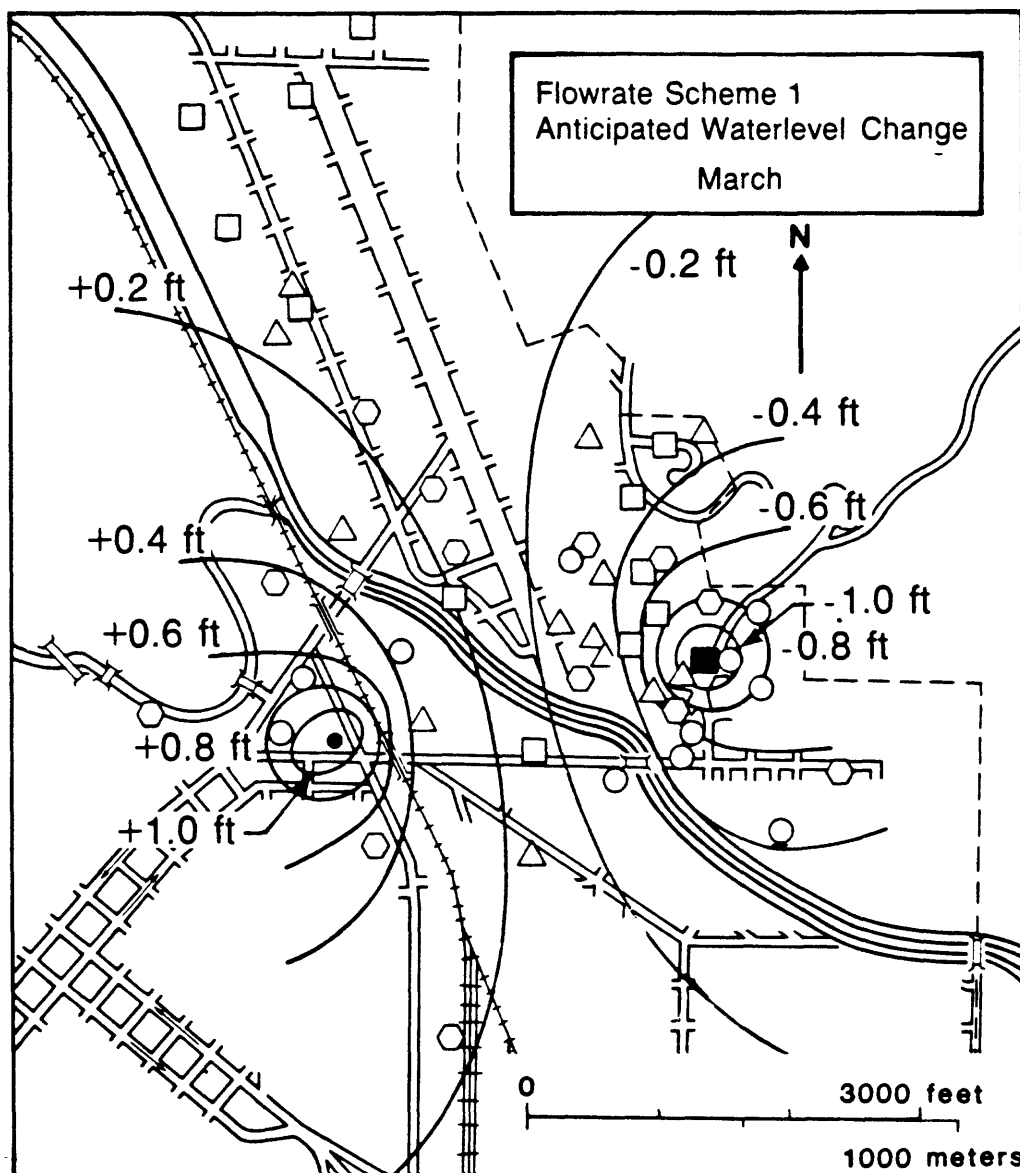 Flowrate Scheme 1
Anticipated Waterlevel Change
March
N
-0.2 ft
+0.2 ft
-0.4 ft
-0.6 ft
+0.4 ft
-1.0 ft
+0.6 ft
-0.8 ft
+0.8 ft
+1.0 ft
0
3000 feet
1000 meters